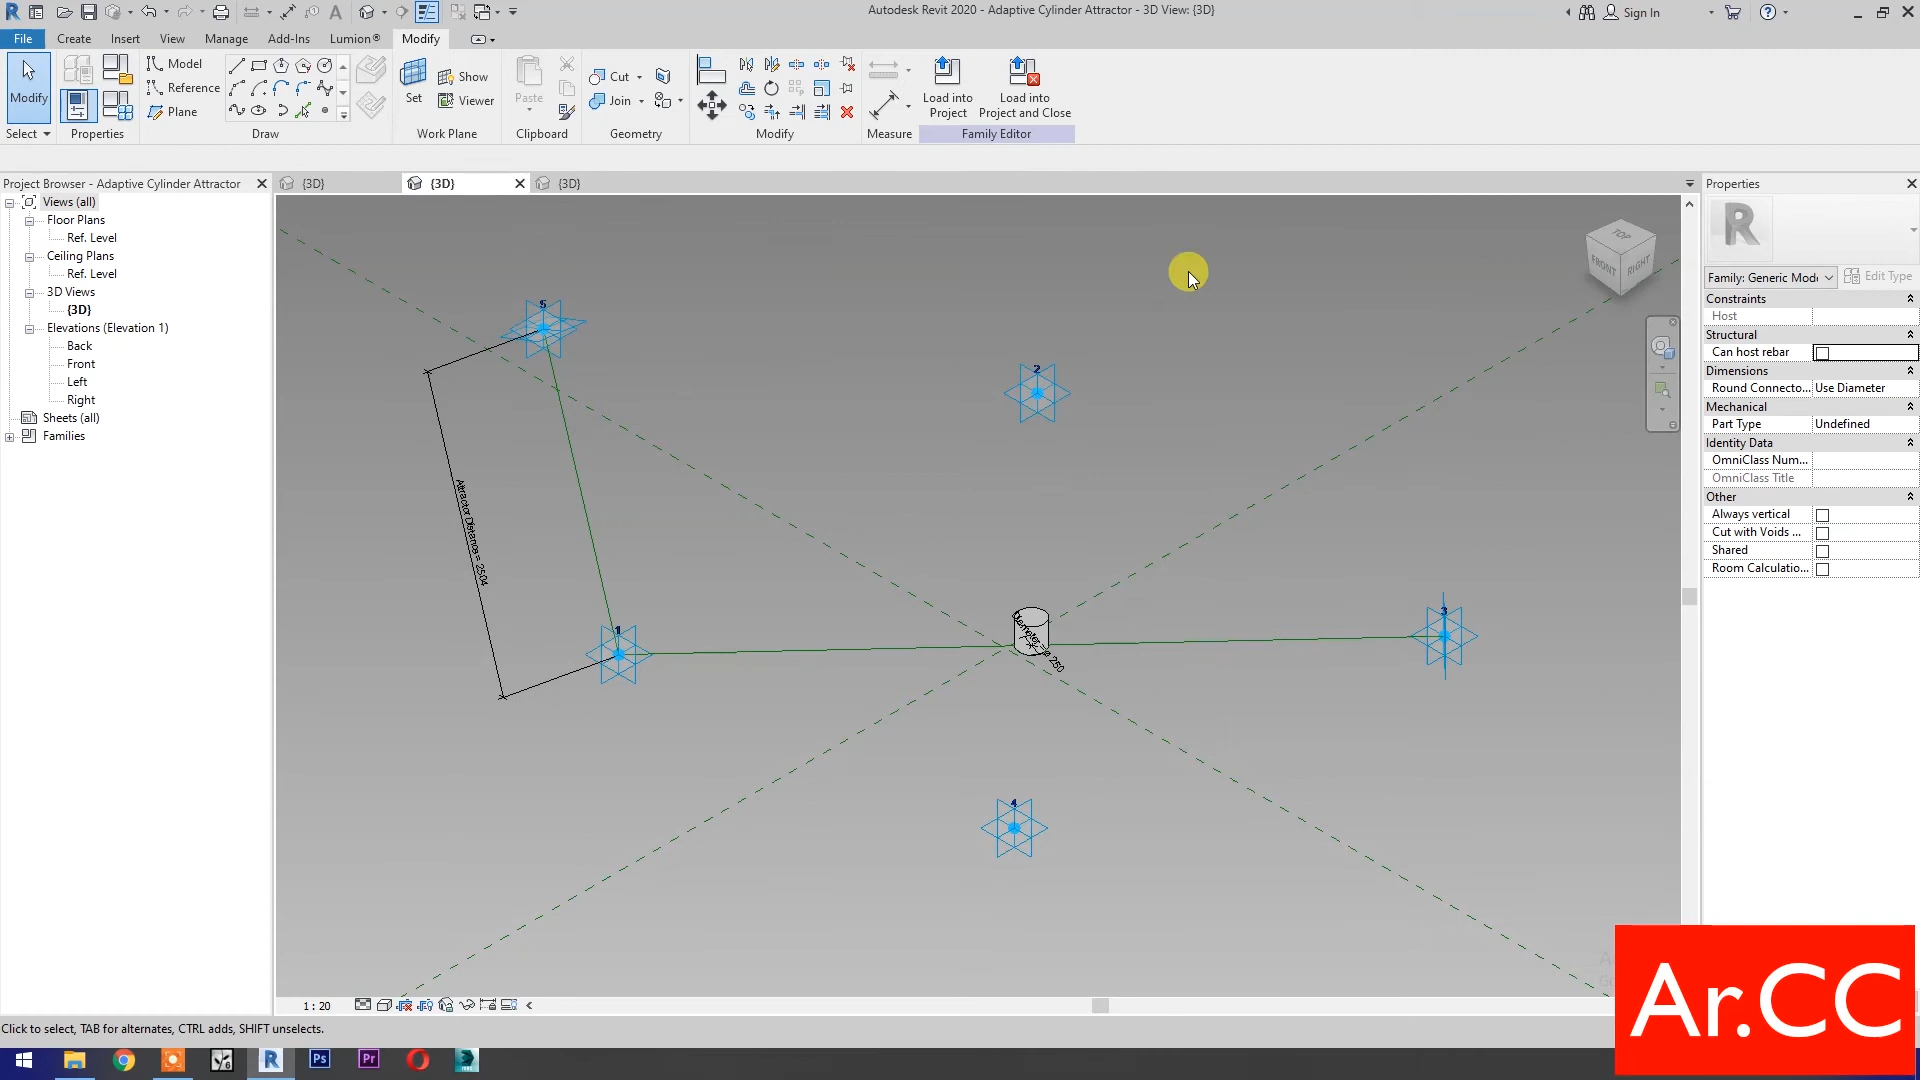 Autodesk Revit 2020 - Adaptive Cylinder Attractor - 3D View: {3D}
Sign In
File Create Insert View Manage Add-Ins Lumion® Modify
Modify
Select
Properties
Model
Reference
Plane
Draw
Set
Show
Viewer
Work Plane
Paste
Clipboard
Cut
Join
Geometry
Modify
Measure
Load into
Project
Load into
Project and Close
Family Editor
Project Browser - Adaptive Cylinder Attractor
Views (all)
Floor Plans
Ref. Level
Ceiling Plans
Ref. Level
3D Views
{3D}
Elevations (Elevation 1)
Back
Front
Left
Right
Sheets (all)
Families
{3D}
{3D}
{3D}
TOP
FRONT
RIGHT
5
2
1
3
4
Attractor Distance = 2504
Properties
R
Family: Generic Mode
Edit Type
Constraints
Host
Structural
Can host rebar
Dimensions
Round Connecto... Use Diameter
Mechanical
Part Type Undefined
Identity Data
OmniClass Num...
OmniClass Title
Other
Always vertical
Cut with Voids ...
Shared
Room Calculatio...
1 : 20
Click to select, TAB for alternates, CTRL adds, SHIFT unselects.
Ar.CC
Ps
Pr